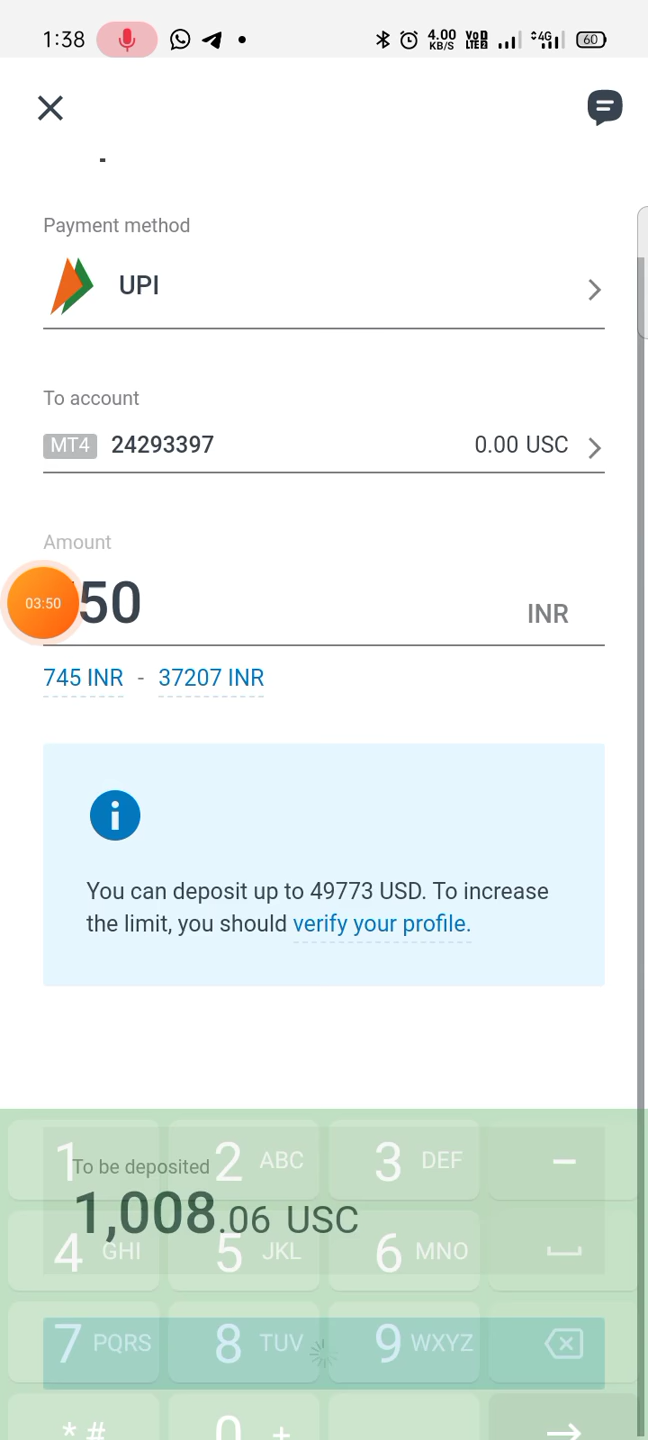 1:38
4.00 KB/S VoD LTE2 4G 60
Payment method
UPI
To account
MT4 24293397 0.00 USC
Amount
03:50
50 INR
745 INR - 37207 INR
You can deposit up to 49773 USD. To increase
the limit, you should verify your profile.
1 2 ABC 3 DEF –
To be deposited
1,008.06 USC
4 GHI 5 JKL 6 MNO
7 PQRS 8 TUV 9 WXYZ
* # 0 +